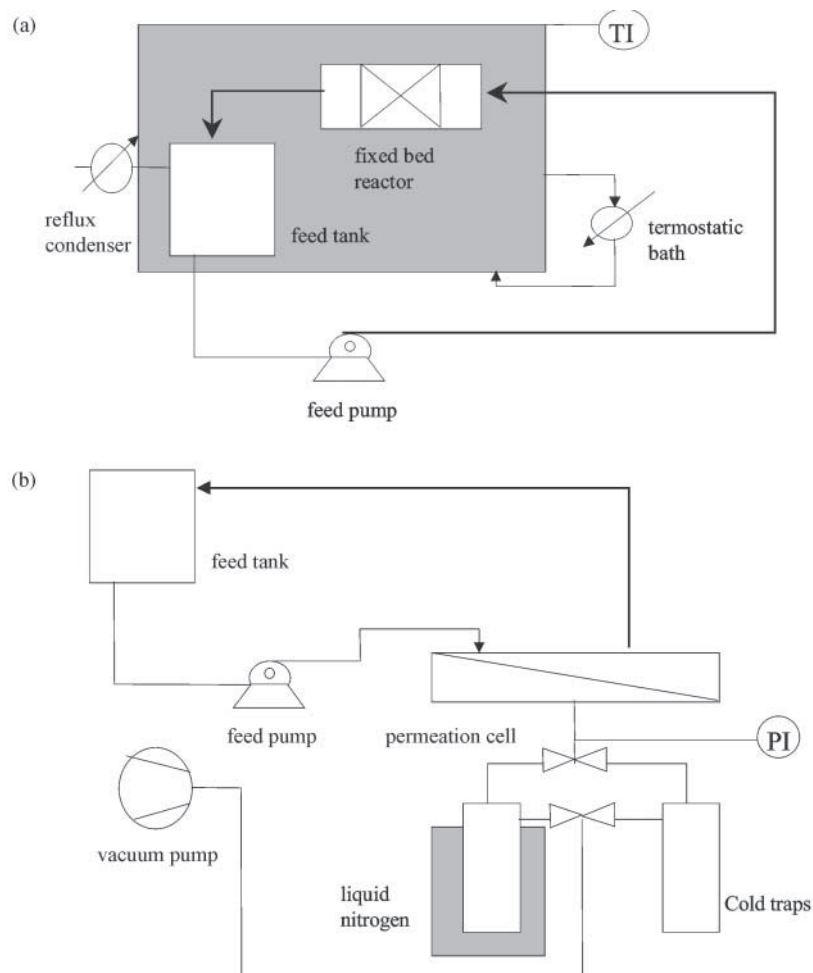 (a)
TI
fixed bed
reactor
reflux
condenser
feed tank
termostatic
bath
feed pump
(b)
feed tank
feed pump
permeation cell
PI
vacuum pump
liquid
nitrogen
Cold traps